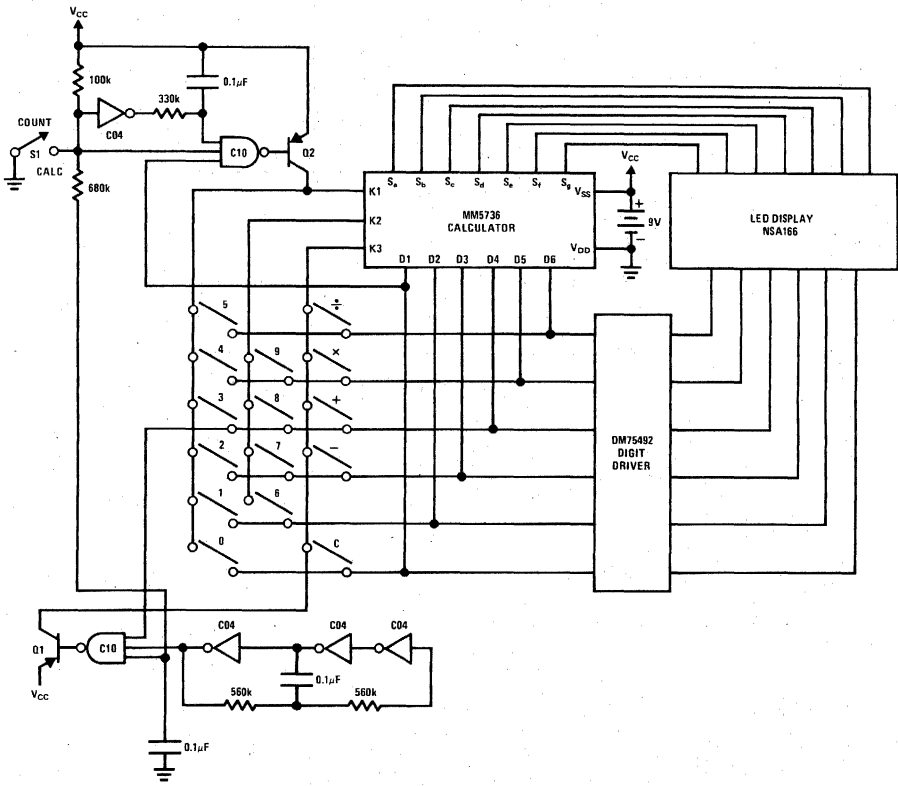 VCC
100k
0.1μF
330k
C04
COUNT
S1
CALC
680k
C10
Q2
Sa Sb Sc Sd Se Sf Sg
K1
K2
K3
VSS
MM5736
CALCULATOR
VDD
D1 D2 D3 D4 D5 D6
VCC
+
9V
−
LED DISPLAY
NSA166
5 ÷
4 9 ×
3 8 +
2 7 −
1 6
0 C
DM75492
DIGIT
DRIVER
Q1
C10
VCC
C04 C04 C04
0.1μF
560k 560k
0.1μF